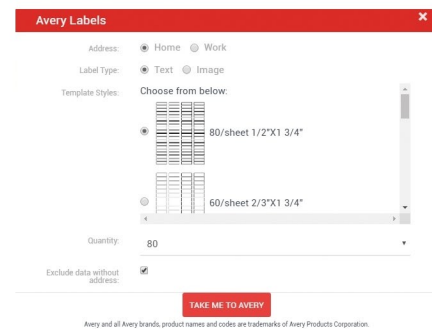 Avery Labels ×
Address: Home Work
Label Type: Text Image
Template Styles: Choose from below:
80/sheet 1/2"X1 3/4"
60/sheet 2/3"X1 3/4"
Quantity: 80
Exclude data without
address:
TAKE ME TO AVERY
Avery and all Avery brands, product names and codes are trademarks of Avery Products Corporation.